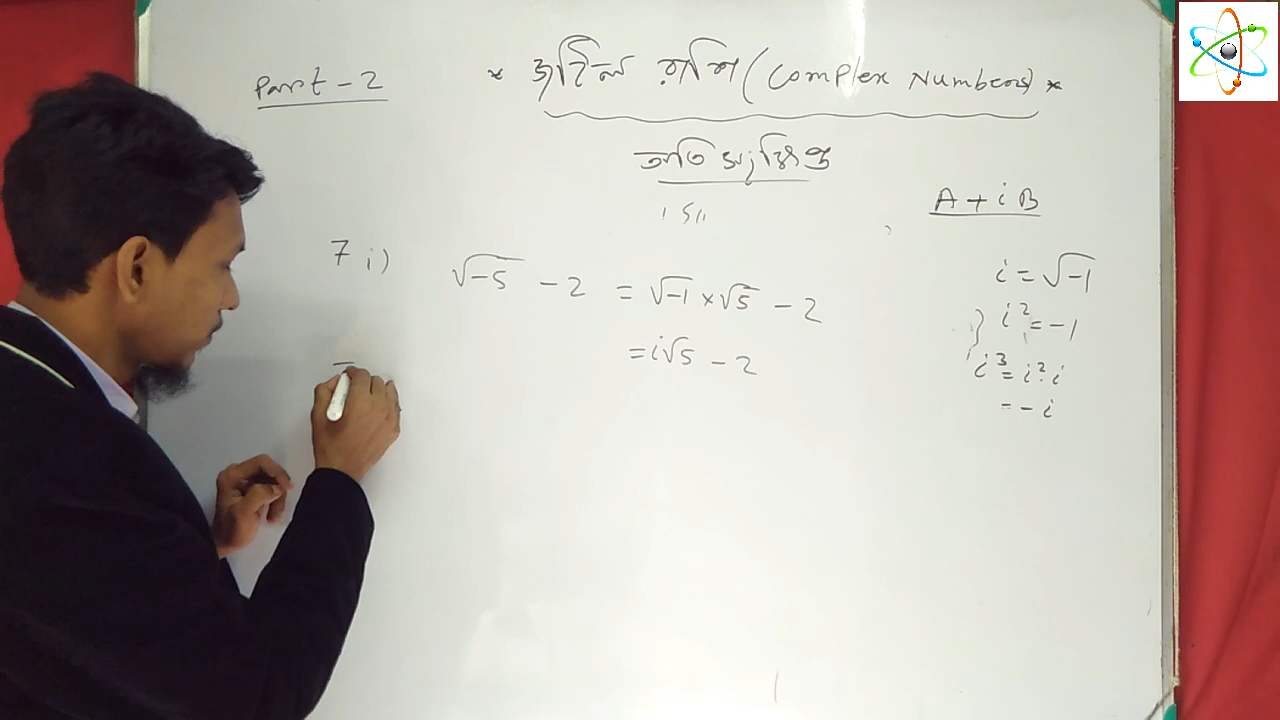 Part - 2
* জটিল রাশি (Complex Numbers) *
অতি সংক্ষিপ্ত
A + iB
7 i) √-5 - 2 = √-1 × √5 - 2
= i√5 - 2
i = √-1
i² = -1
i³ = i².i
= -i